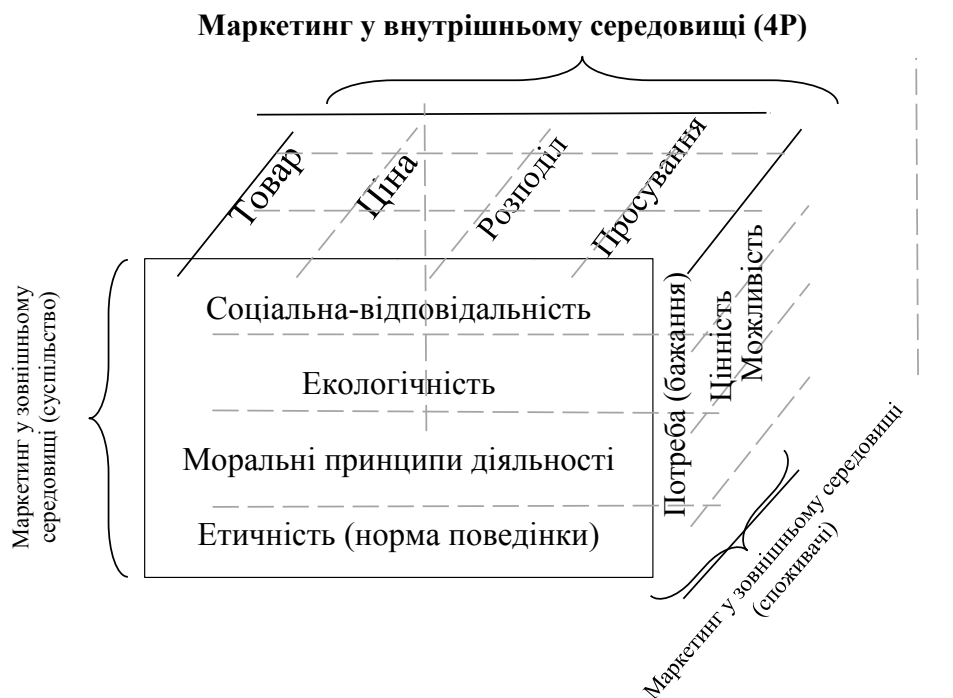 Маркетинг у внутрішньому середовищі (4Р)
Товар
Ціна
Розподіл
Просування
Маркетинг у зовнішньому
середовищі (суспільство)
Соціальна-відповідальність
Екологічність
Моральні принципи діяльності
Етичність (норма поведінки)
Потреба (бажання)
Цінність
Можливість
Маркетинг у зовнішньому середовищі
(споживачі)